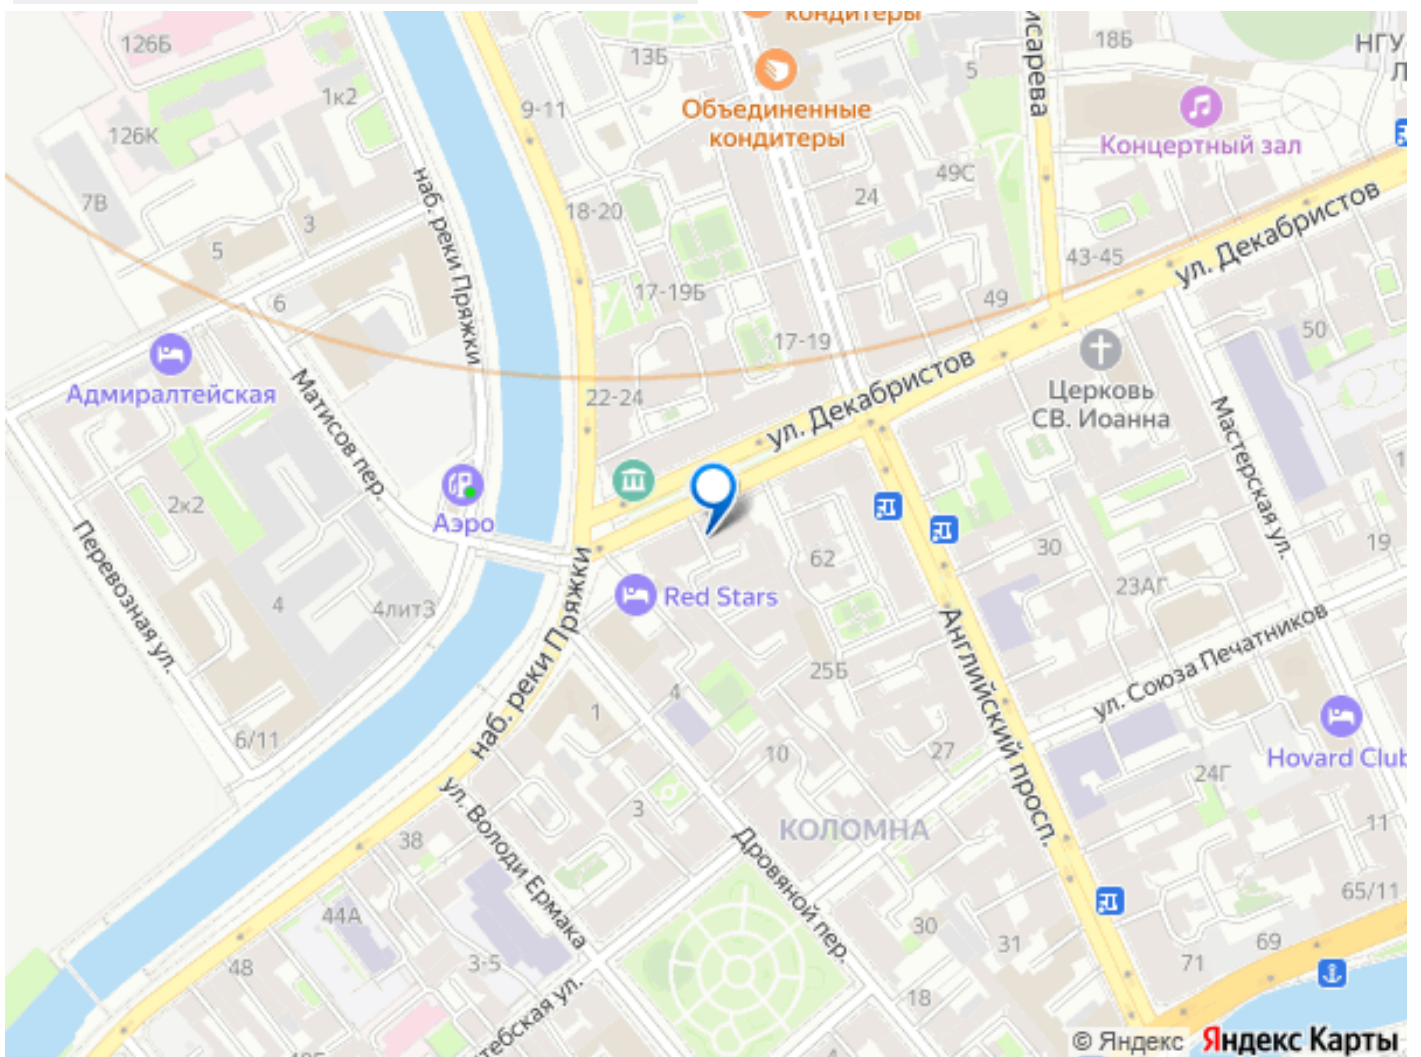 кондитеры
126Б
13Б
5
18Б
НГУ
исарева
Объединенные
кондитеры
1к2
9-11
126К
Концертный зал
49С
7В
наб. реки Пряжки
18-20
24
3
5
43-45
ул. Декабристов
6
17-19Б
49
17-19
50
Адмиралтейская
Матисов пер.
22-24
ул. Декабристов
Церковь
СВ. Иоанна
Мастерская ул.
2к2
Аэро
Перевозная ул.
62
30
19
4
4литЗ
Red Stars
23АГ
Английский просп.
ул. Союза Печатников
наб. реки Пряжки
25Б
4
1
6/11
10
27
Hovard Club
24Г
ул. Володи Ермака
3
КОЛОМНА
11
38
Дровяной пер.
65/11
44А
30
31
69
48
3-5
71
18
тебская ул.
4
© Яндекс Яндекс Карты